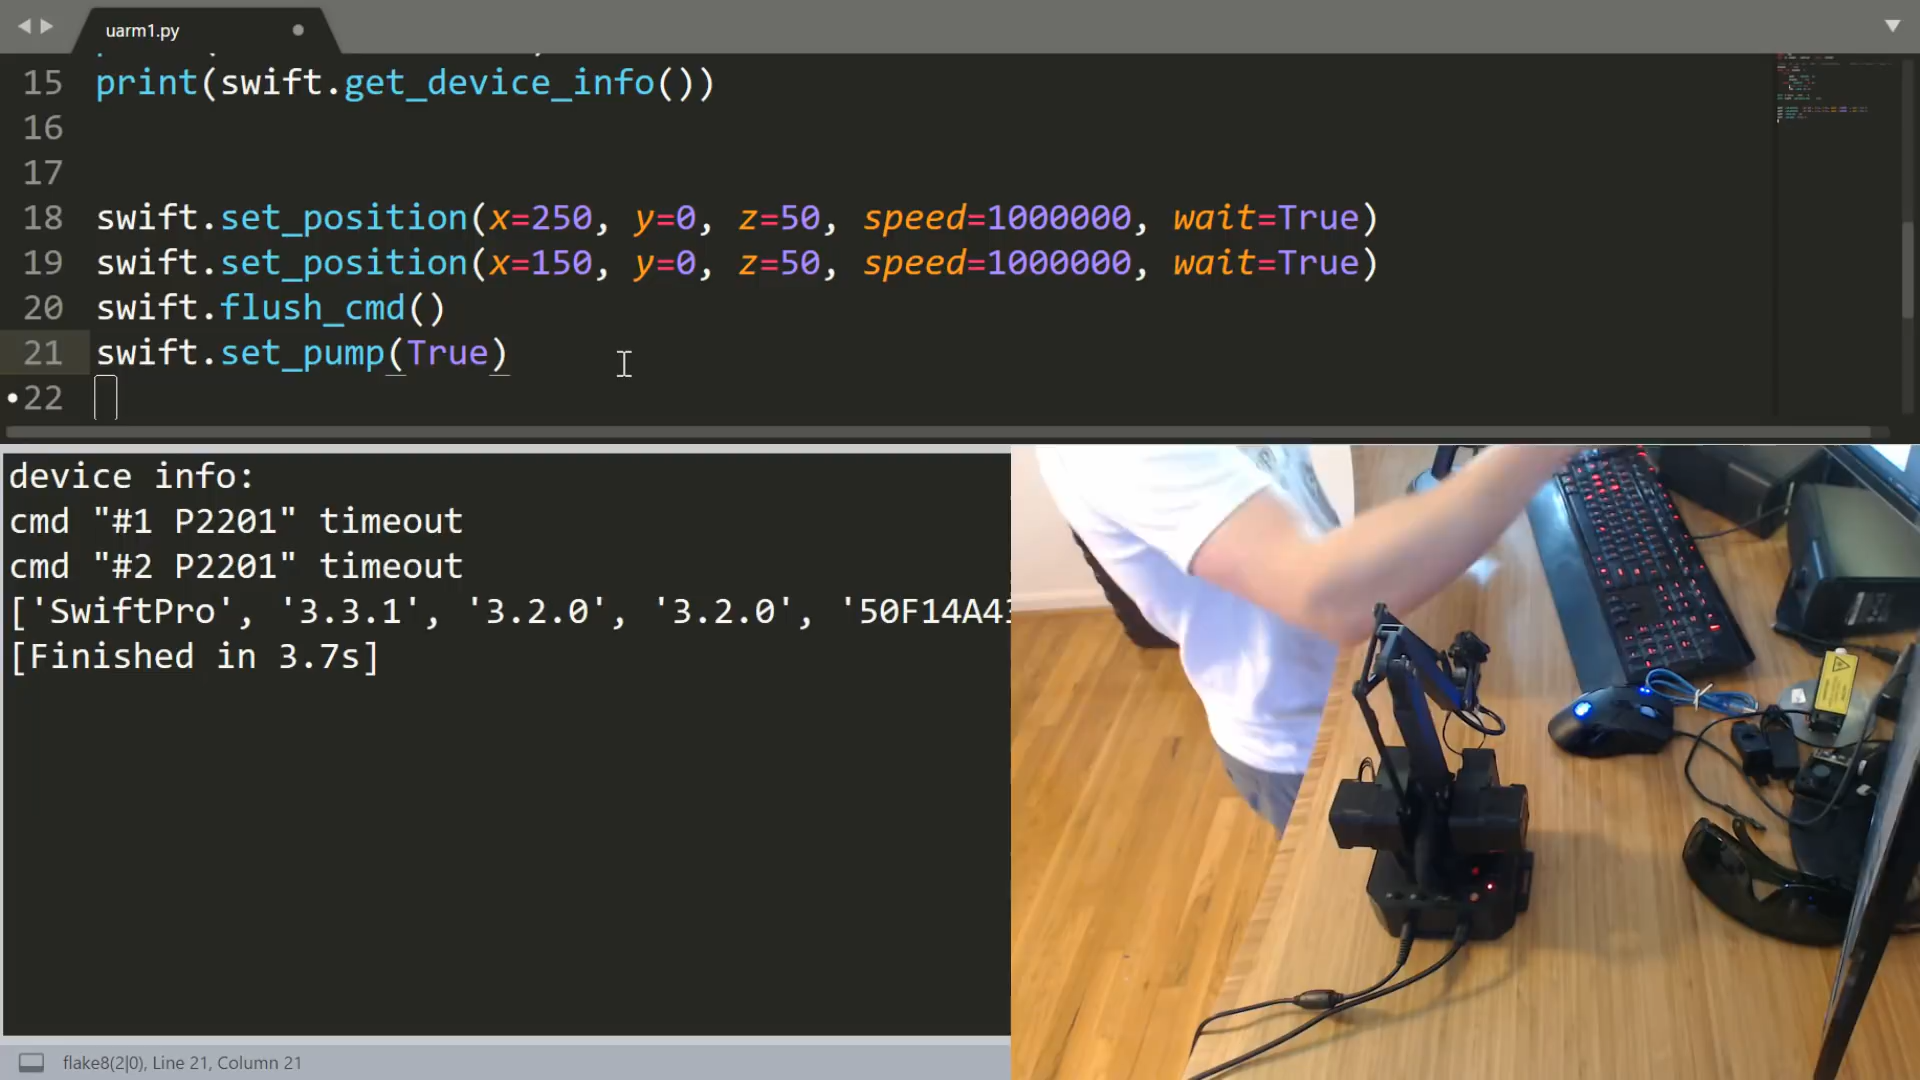 uarm1.py
15 print(swift.get_device_info())
16
17
18 swift.set_position(x=250, y=0, z=50, speed=1000000, wait=True)
19 swift.set_position(x=150, y=0, z=50, speed=1000000, wait=True)
20 swift.flush_cmd()
21 swift.set_pump(True)
22
device info:
cmd "#1 P2201" timeout
cmd "#2 P2201" timeout
['SwiftPro', '3.3.1', '3.2.0', '3.2.0', '50F14A43
[Finished in 3.7s]
flake8(2|0), Line 21, Column 21